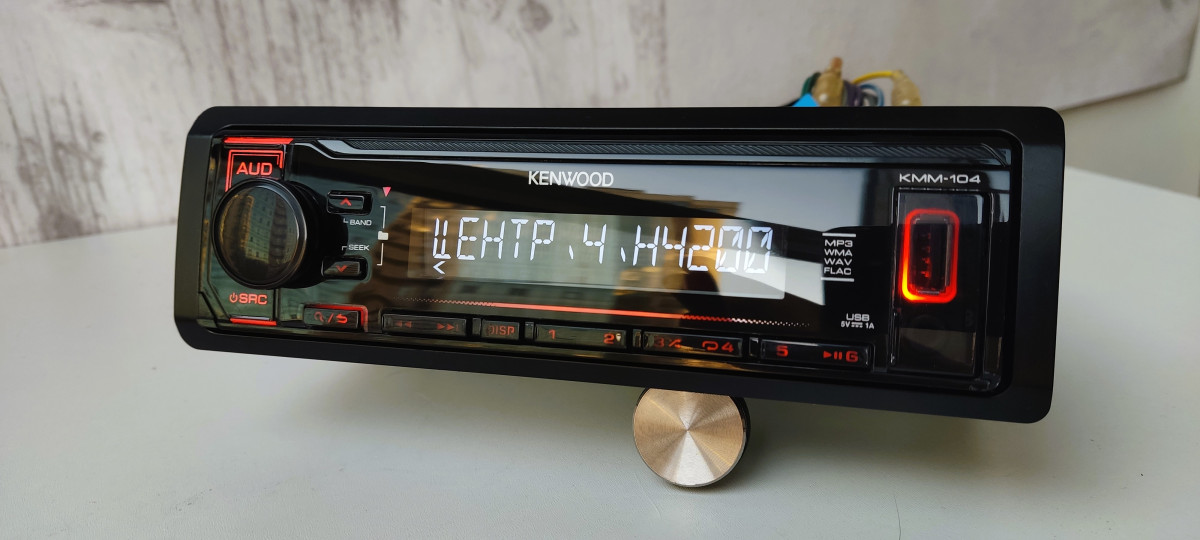 AUD
KENWOOD
KMM-104
BAND
SEEK
ЦЕНТР,4,Н4200
MP3
WMA
WAV
FLAC
SRC
USB
5V 1A
DISP 1 2 3 4 5 6